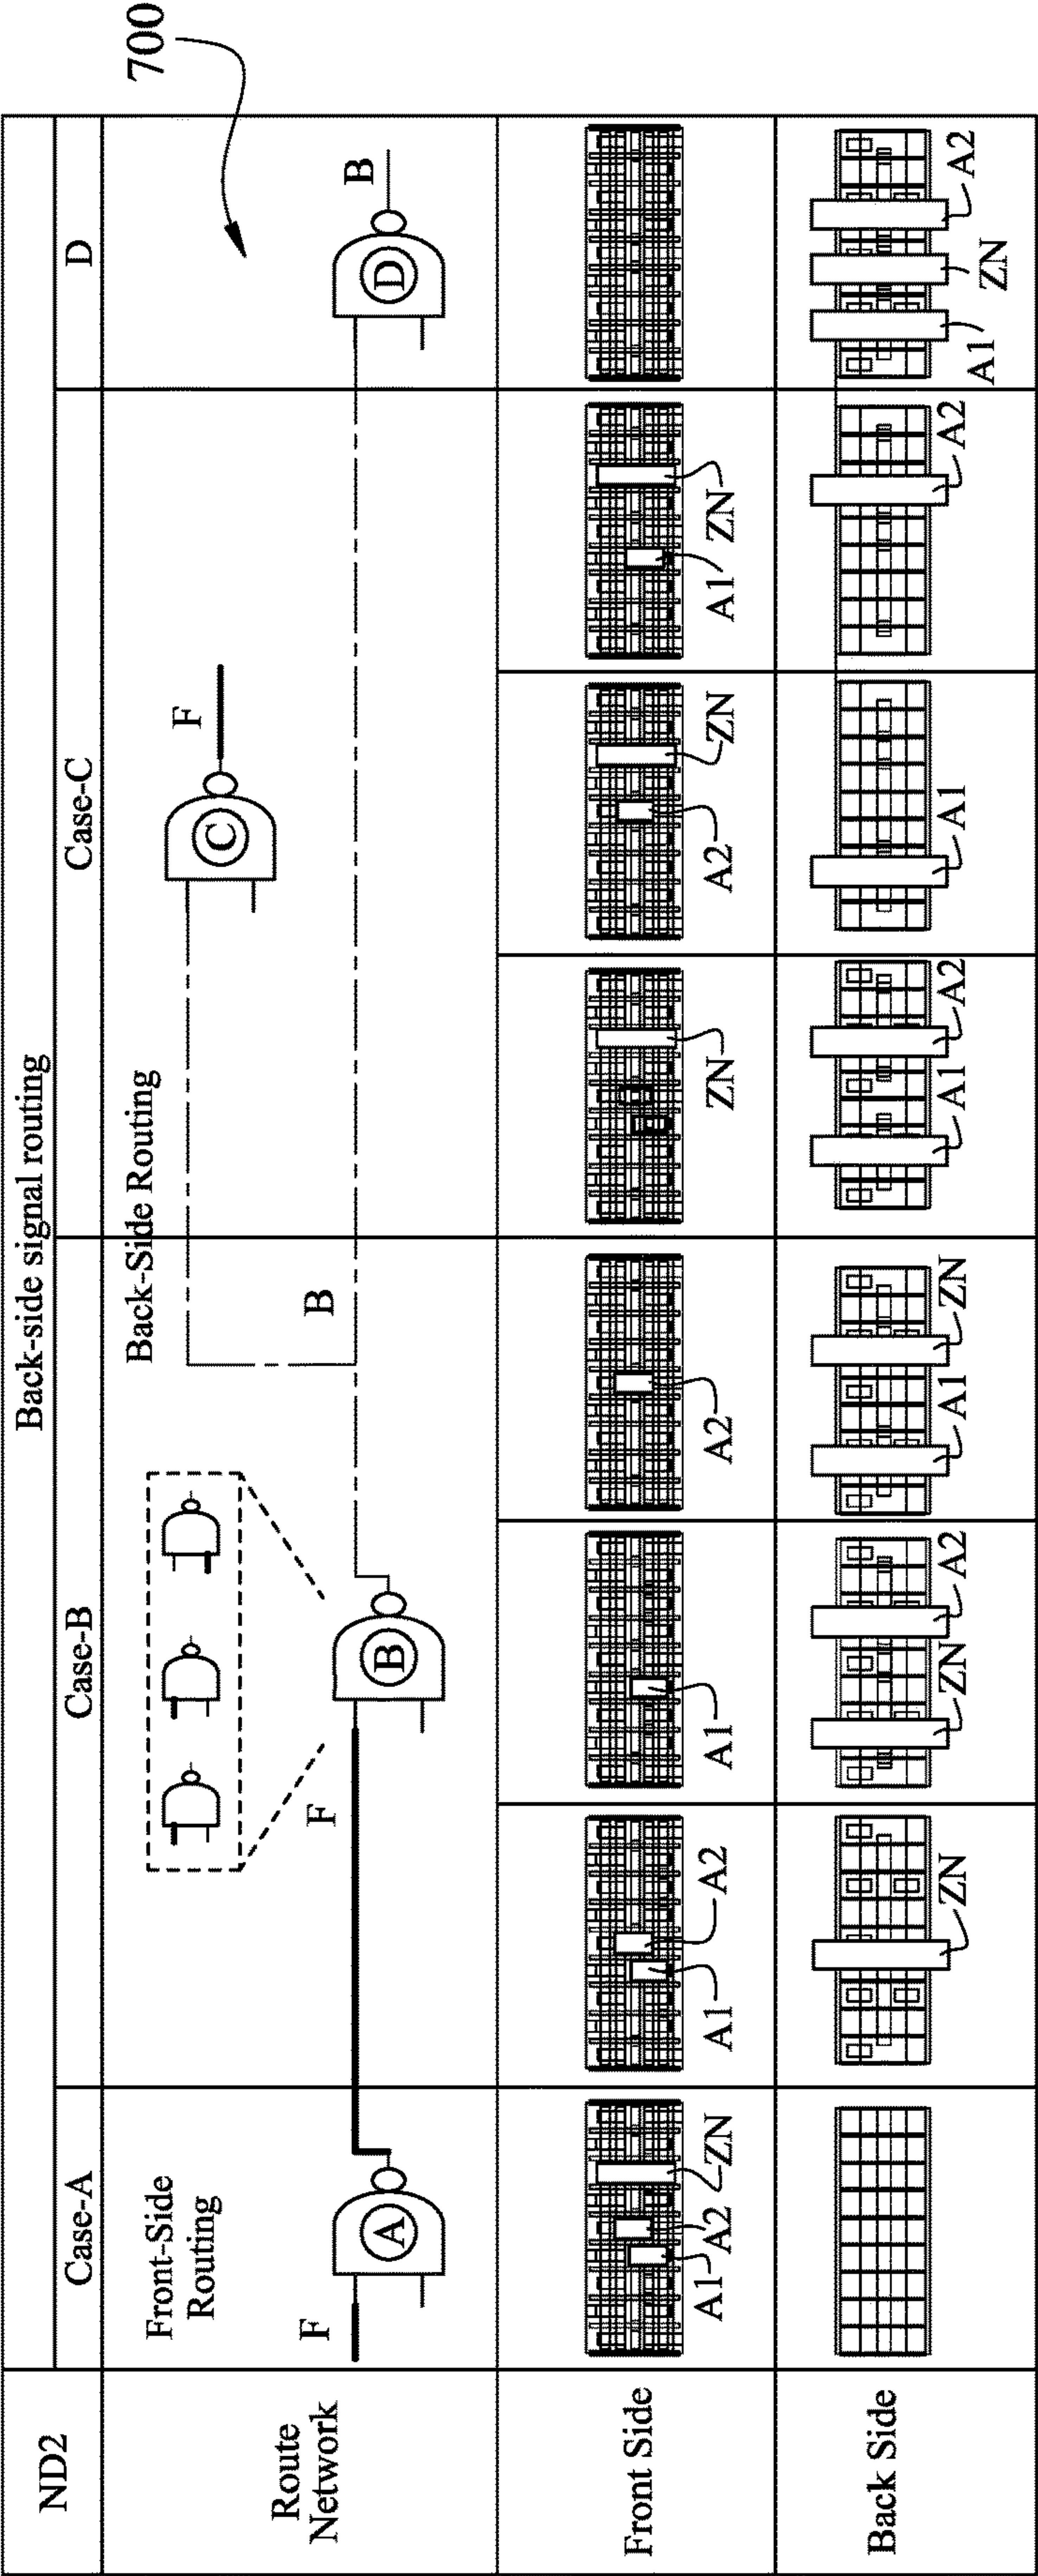 700
ND2
Back-side signal routing
Case-A
Case-B
Case-C
D
Route
Network
Front-Side
Routing
Back-Side Routing
F
A
F
B
B
F
C
B
D
Front Side
A1
A2
ZN
A1
A2
A1
A2
ZN
A2
ZN
A1
ZN
Back Side
ZN
ZN
A2
A1
ZN
A1
A2
A1
A2
A1
ZN
A2